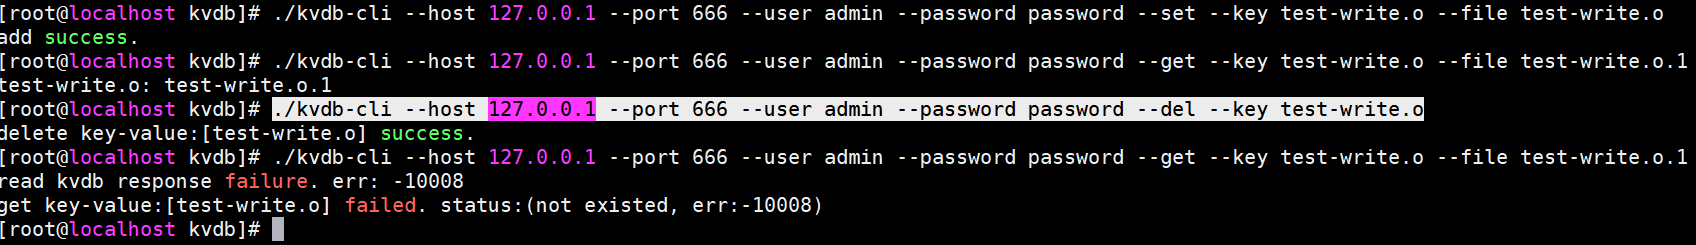 [root@localhost kvdb]# ./kvdb-cli --host 127.0.0.1 --port 666 --user admin --password password --set --key test-write.o --file test-write.o
add success.
[root@localhost kvdb]# ./kvdb-cli --host 127.0.0.1 --port 666 --user admin --password password --get --key test-write.o --file test-write.o.1
test-write.o: test-write.o.1
[root@localhost kvdb]# ./kvdb-cli --host 127.0.0.1 --port 666 --user admin --password password --del --key test-write.o
delete key-value:[test-write.o] success.
[root@localhost kvdb]# ./kvdb-cli --host 127.0.0.1 --port 666 --user admin --password password --get --key test-write.o --file test-write.o.1
read kvdb response failure. err: -10008
get key-value:[test-write.o] failed. status:(not existed, err:-10008)
[root@localhost kvdb]#